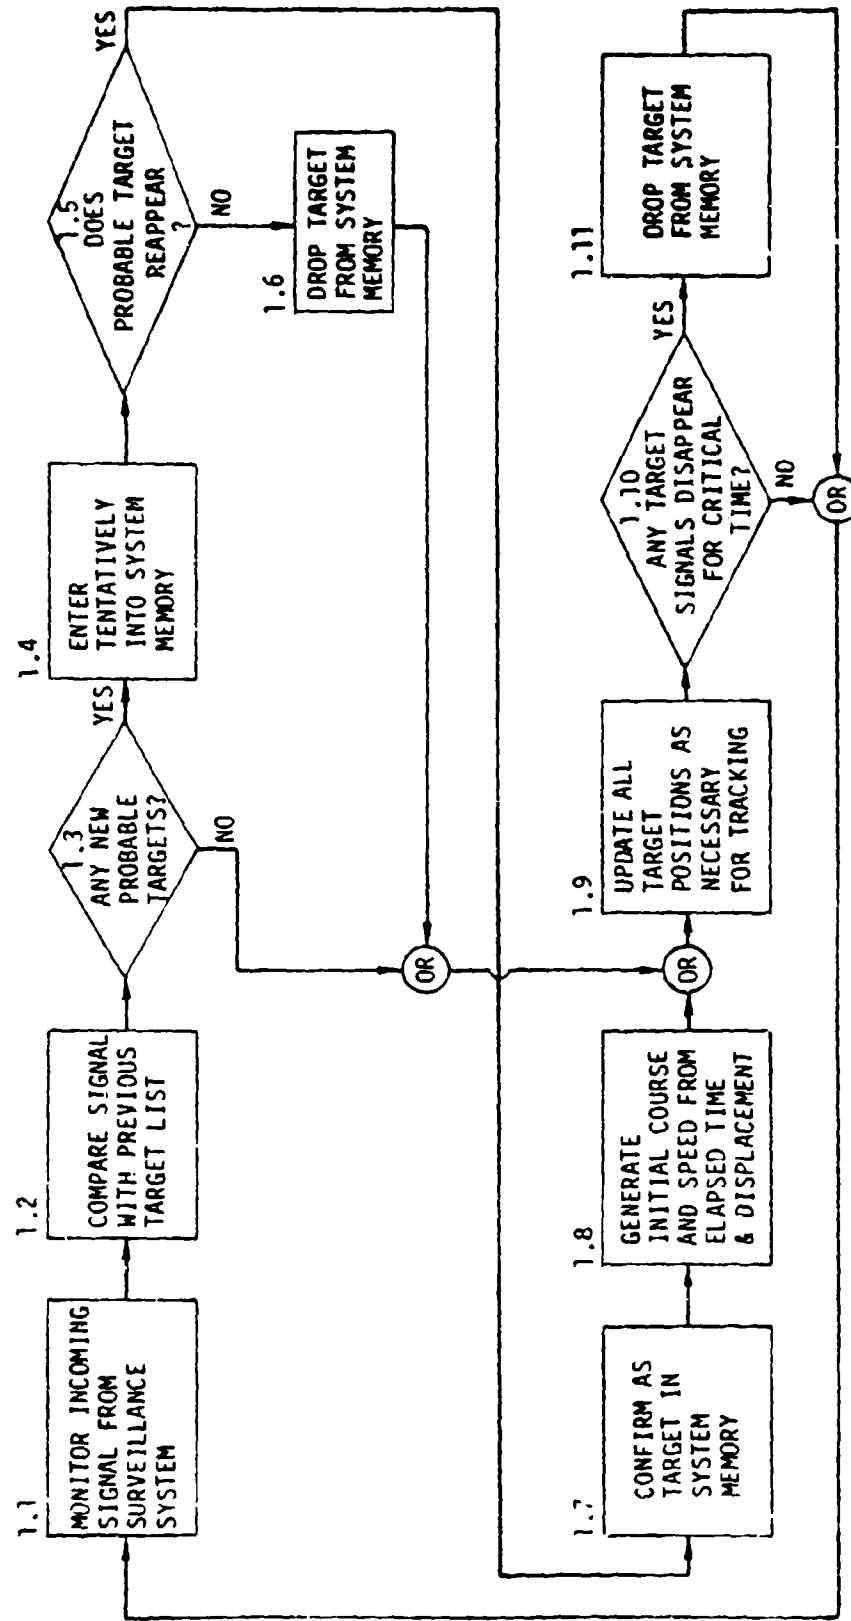 1.1
MONITOR INCOMING
SIGNAL FROM
SURVEILLANCE
SYSTEM
1.2
COMPARE SIGNAL
WITH PREVIOUS
TARGET LIST
1.3
ANY NEW
PROBABLE
TARGETS?
YES
NO
1.4
ENTER
TENTATIVELY
INTO SYSTEM
MEMORY
1.5
DOES
PROBABLE TARGET
REAPPEAR
?
YES
NO
1.6
DROP TARGET
FROM SYSTEM
MEMORY
OR
1.7
CONFIRM AS
TARGET IN
SYSTEM
MEMORY
1.8
GENERATE
INITIAL COURSE
AND SPEED FROM
ELAPSED TIME
& DISPLACEMENT
OR
1.9
UPDATE ALL
TARGET
POSITIONS AS
NECESSARY
FOR TRACKING
1.10
ANY TARGET
SIGNALS DISAPPEAR
FOR CRITICAL
TIME?
YES
NO
1.11
DROP TARGET
FROM SYSTEM
MEMORY
OR